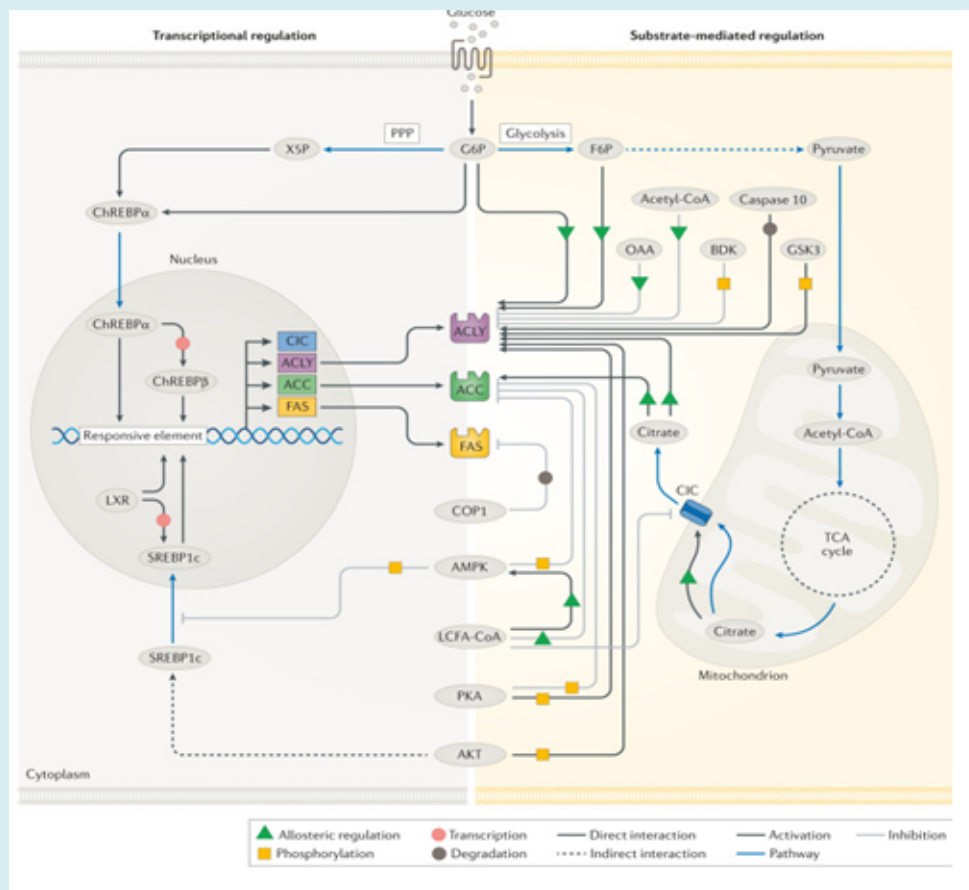 Glucose
Transcriptional regulation
Substrate-mediated regulation
X5P
PPP
G6P
Glycolysis
F6P
Pyruvate
ChREBPα
Acetyl-CoA
Caspase 10
OAA
BDK
GSK3
Nucleus
ChREBPα
ChREBPβ
CIC
ACLY
ACC
FAS
ACLY
ACC
FAS
Responsive element
LXR
SREBP1c
SREBP1c
COP1
AMPK
LCFA-CoA
PKA
AKT
Citrate
CIC
Pyruvate
Acetyl-CoA
TCA
cycle
Citrate
Mitochondrion
Cytoplasm
Allosteric regulation
Transcription
Direct interaction
Activation
Inhibition
Phosphorylation
Degradation
Indirect interaction
Pathway